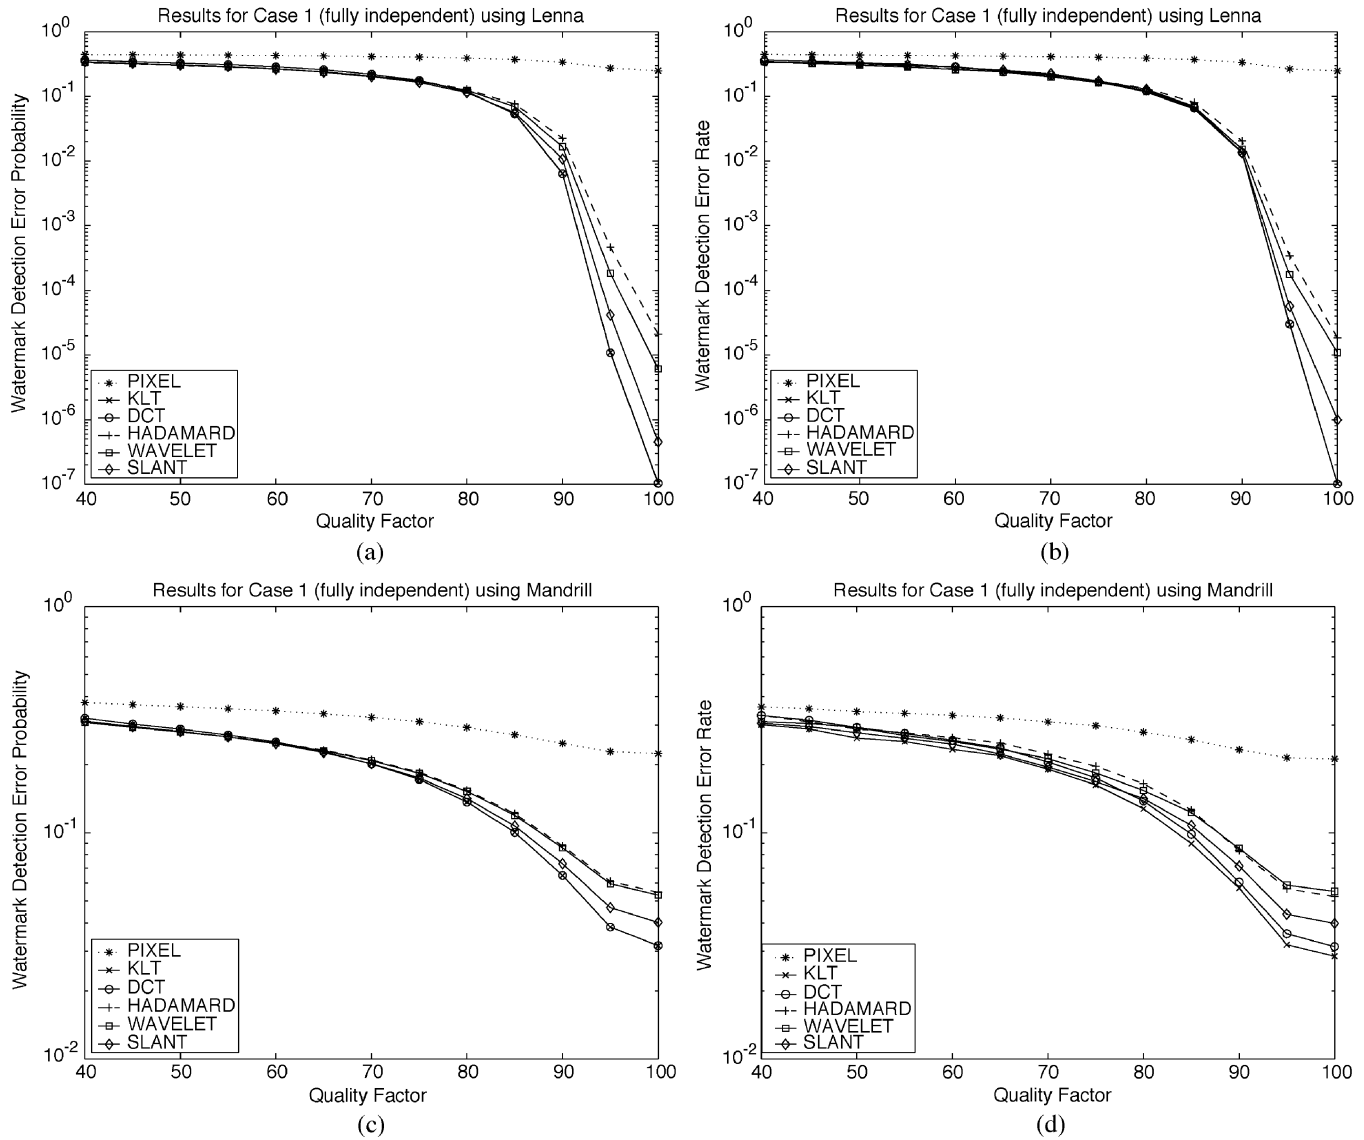 Results for Case 1 (fully independent) using Lenna
10^0
10^-1
10^-2
10^-3
10^-4
10^-5
10^-6
10^-7
Watermark Detection Error Probability
PIXEL
KLT
DCT
HADAMARD
WAVELET
SLANT
40 50 60 70 80 90 100
Quality Factor
(a)
Results for Case 1 (fully independent) using Lenna
10^0
10^-1
10^-2
10^-3
10^-4
10^-5
10^-6
10^-7
Watermark Detection Error Rate
PIXEL
KLT
DCT
HADAMARD
WAVELET
SLANT
40 50 60 70 80 90 100
Quality Factor
(b)
Results for Case 1 (fully independent) using Mandrill
10^0
10^-1
10^-2
Watermark Detection Error Probability
PIXEL
KLT
DCT
HADAMARD
WAVELET
SLANT
40 50 60 70 80 90 100
Quality Factor
(c)
Results for Case 1 (fully independent) using Mandrill
10^0
10^-1
10^-2
Watermark Detection Error Rate
PIXEL
KLT
DCT
HADAMARD
WAVELET
SLANT
40 50 60 70 80 90 100
Quality Factor
(d)